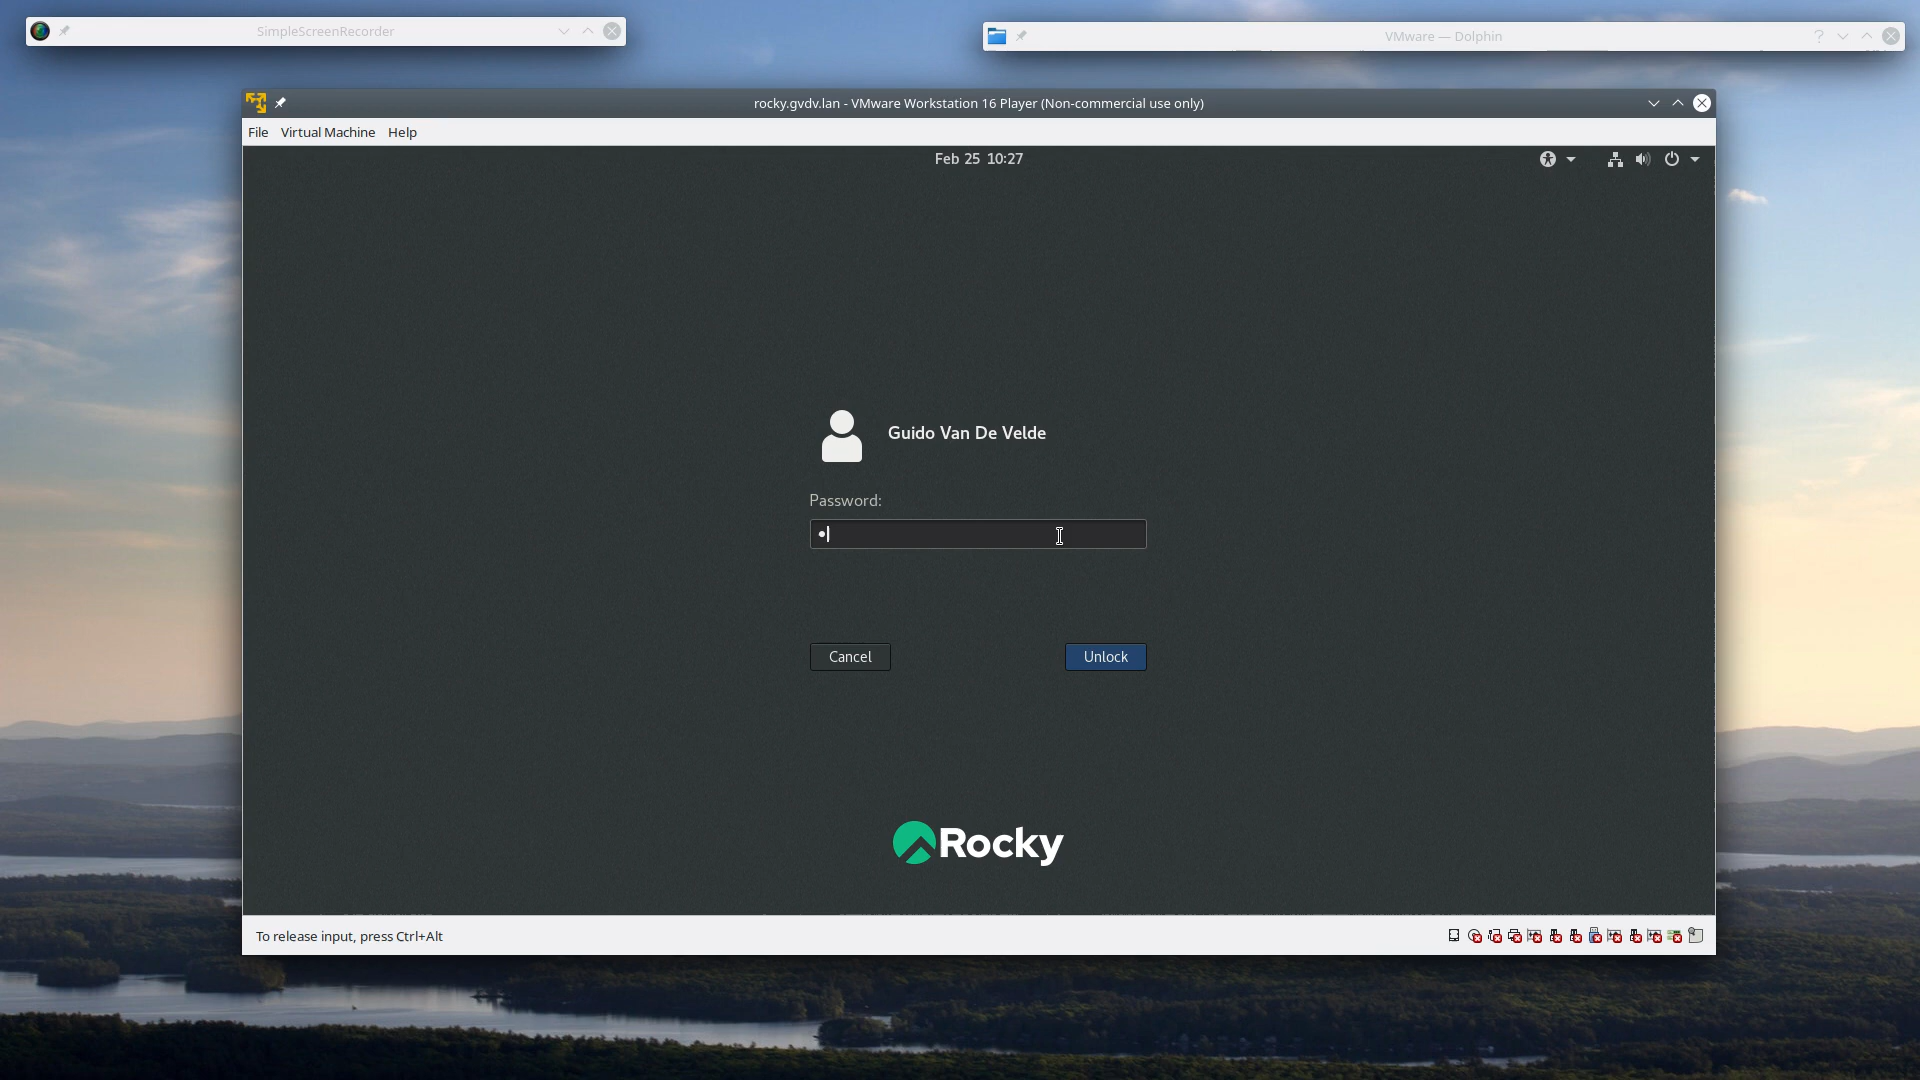 SimpleScreenRecorder
VMware — Dolphin
rocky.gvdv.lan - VMware Workstation 16 Player (Non-commercial use only)
File Virtual Machine Help
Feb 25 10:27
Guido Van De Velde
Password:
Cancel Unlock
Rocky
To release input, press Ctrl+Alt